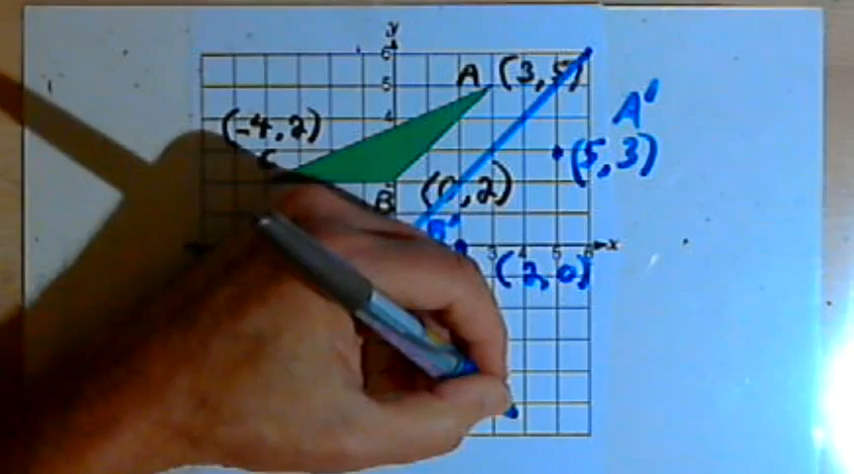 y
6
A (3,5)
5
A'
(-4,2)
4
C
(5,3)
(0,2)
B
B'
3 4 5 6 x
(2,0)